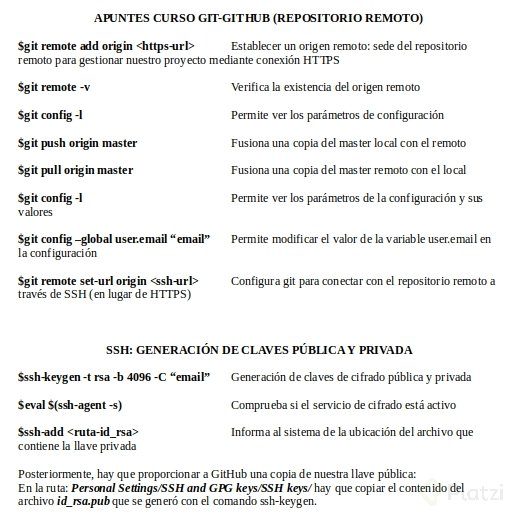 APUNTES CURSO GIT-GITHUB (REPOSITORIO REMOTO)
$git remote add origin <https-url> Establecer un origen remoto: sede del repositorio
remoto para gestionar nuestro proyecto mediante conexión HTTPS
$git remote -v Verifica la existencia del origen remoto
$git config -l Permite ver los parámetros de configuración
$git push origin master Fusiona una copia del master local con el remoto
$git pull origin master Fusiona una copia del master remoto con el local
$git config -l Permite ver los parámetros de la configuración y sus
valores
$git config –global user.email “email” Permite modificar el valor de la variable user.email en
la configuración
$git remote set-url origin <ssh-url> Configura git para conectar con el repositorio remoto a
través de SSH (en lugar de HTTPS)
SSH: GENERACIÓN DE CLAVES PÚBLICA Y PRIVADA
$ssh-keygen -t rsa -b 4096 -C “email” Generación de claves de cifrado pública y privada
$eval $(ssh-agent -s) Comprueba si el servicio de cifrado está activo
$ssh-add <ruta-id_rsa> Informa al sistema de la ubicación del archivo que
contiene la llave privada
Posteriormente, hay que proporcionar a GitHub una copia de nuestra llave pública:
En la ruta: Personal Settings/SSH and GPG keys/SSH keys/ hay que copiar el contenido del
archivo id_rsa.pub que se generó con el comando ssh-keygen.
Platzi